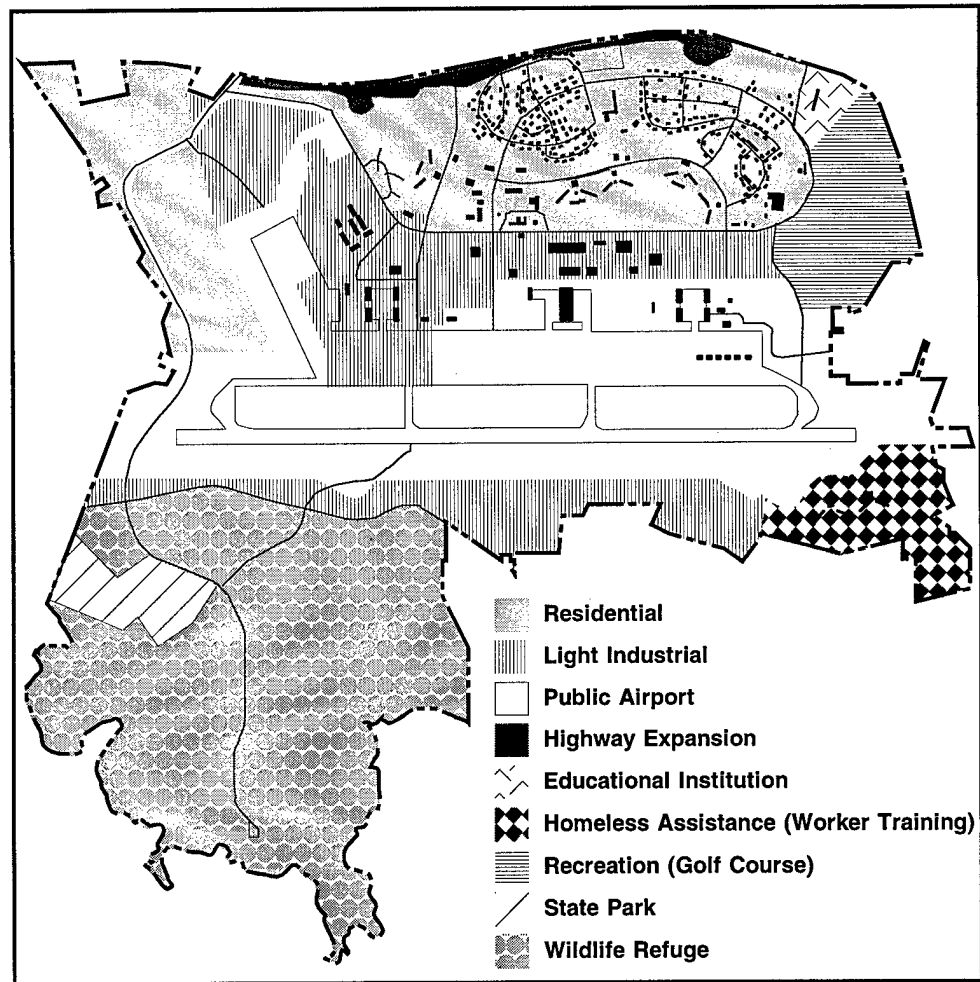 Residential
Light Industrial
Public Airport
Highway Expansion
Educational Institution
Homeless Assistance (Worker Training)
Recreation (Golf Course)
State Park
Wildlife Refuge